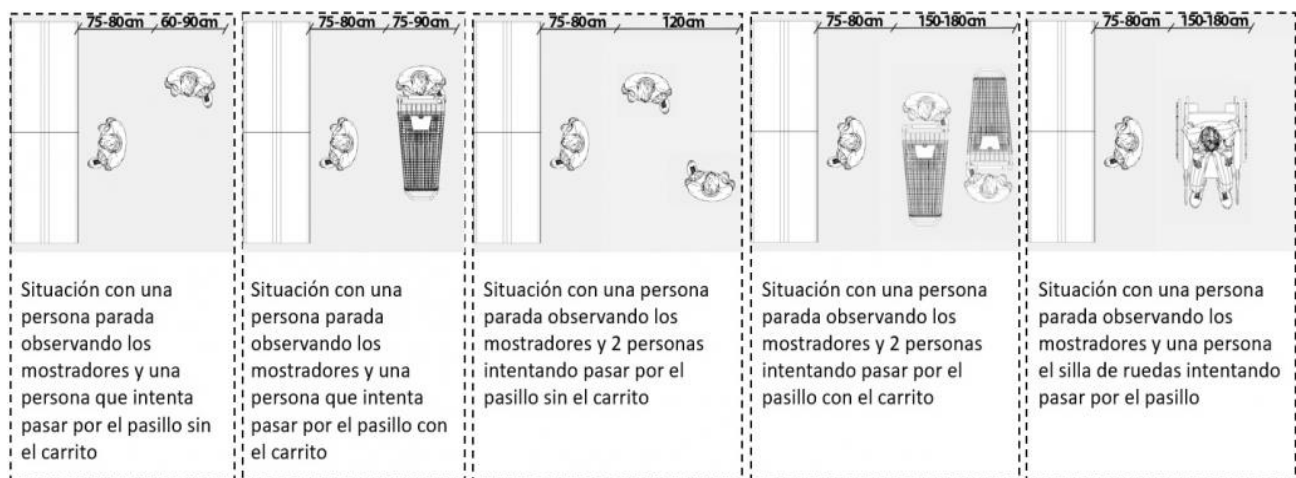 75-80cm 60-90cm
Situación con una
persona parada
observando los
mostradores y una
persona que intenta
pasar por el pasillo sin
el carrito
75-80cm 75-90cm
Situación con una
persona parada
observando los
mostradores y una
persona que intenta
pasar por el pasillo con
el carrito
75-80cm 120cm
Situación con una persona
parada observando los
mostradores y 2 personas
intentando pasar por el
pasillo sin el carrito
75-80cm 150-180cm
Situación con una persona
parada observando los
mostradores y 2 personas
intentando pasar por el
pasillo con el carrito
75-80cm 150-180cm
Situación con una persona
parada observando los
mostradores y una persona
el silla de ruedas intentando
pasar por el pasillo